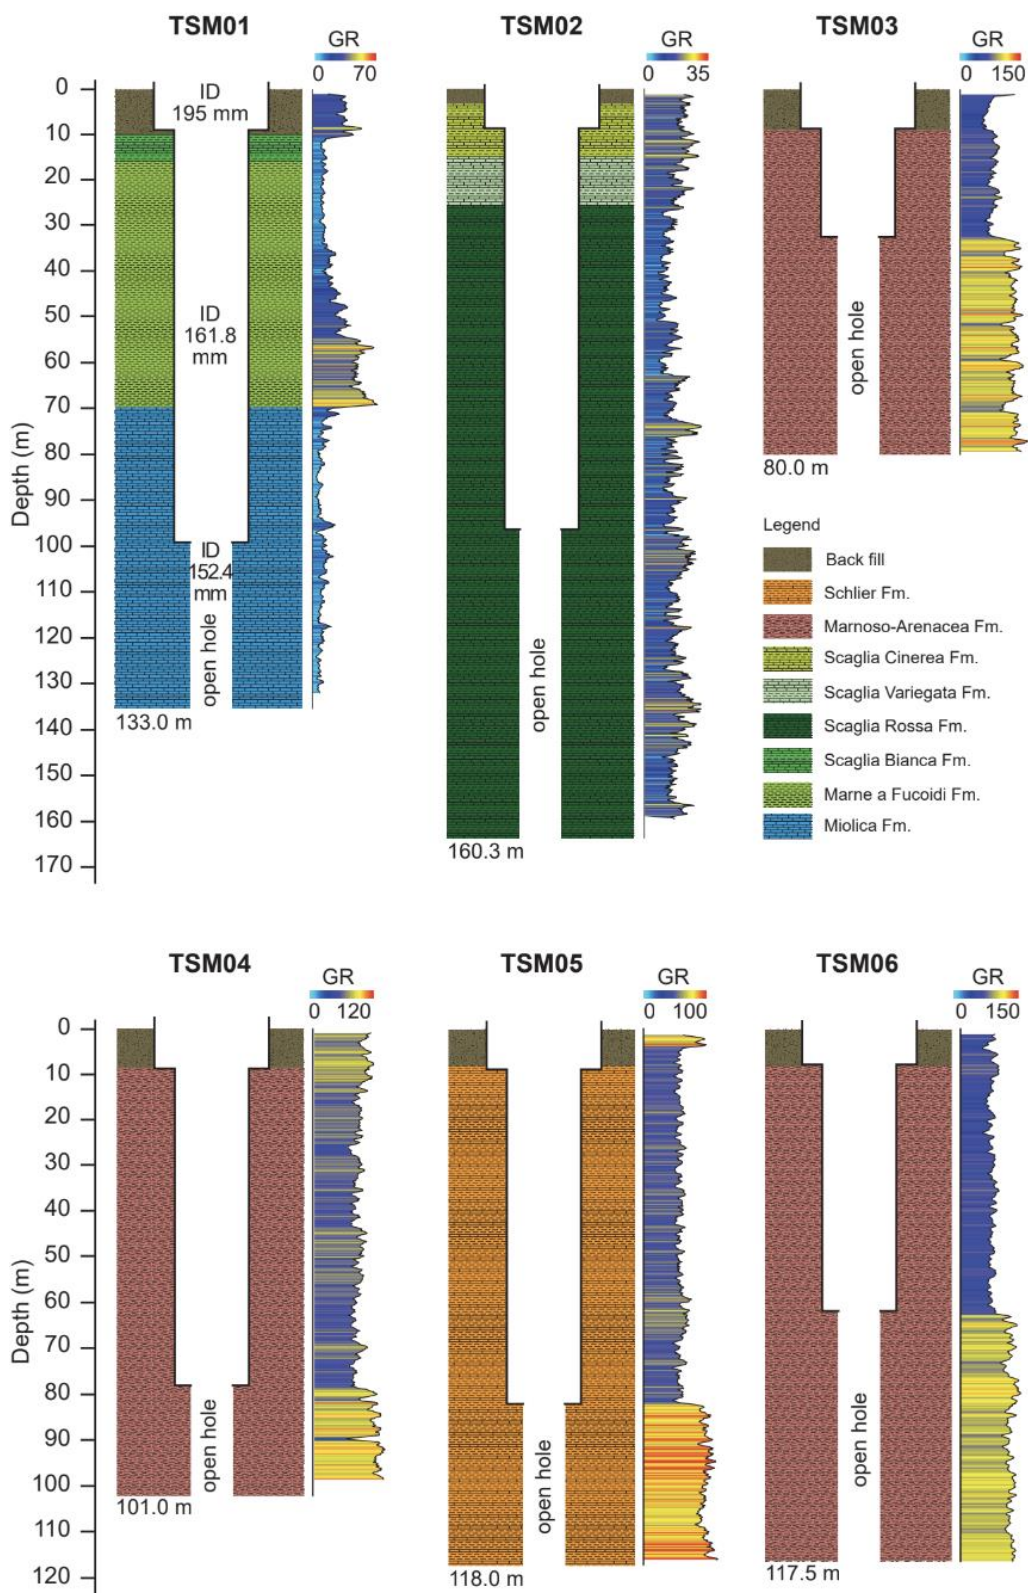 TSM01
TSM02
TSM03
GR
0 70
GR
0 35
GR
0 150
Depth (m)
0
10
20
30
40
50
60
70
80
90
100
110
120
130
140
150
160
170
ID
195 mm
ID
161.8
mm
ID
152.4
mm
open hole
133.0 m
open hole
160.3 m
open hole
80.0 m
Legend
Back fill
Schlier Fm.
Marnoso-Arenacea Fm.
Scaglia Cinerea Fm.
Scaglia Variegata Fm.
Scaglia Rossa Fm.
Scaglia Bianca Fm.
Marne a Fucoidi Fm.
Miolica Fm.
TSM04
TSM05
TSM06
GR
0 120
GR
0 100
GR
0 150
Depth (m)
0
10
20
30
40
50
60
70
80
90
100
110
120
open hole
101.0 m
open hole
118.0 m
open hole
117.5 m